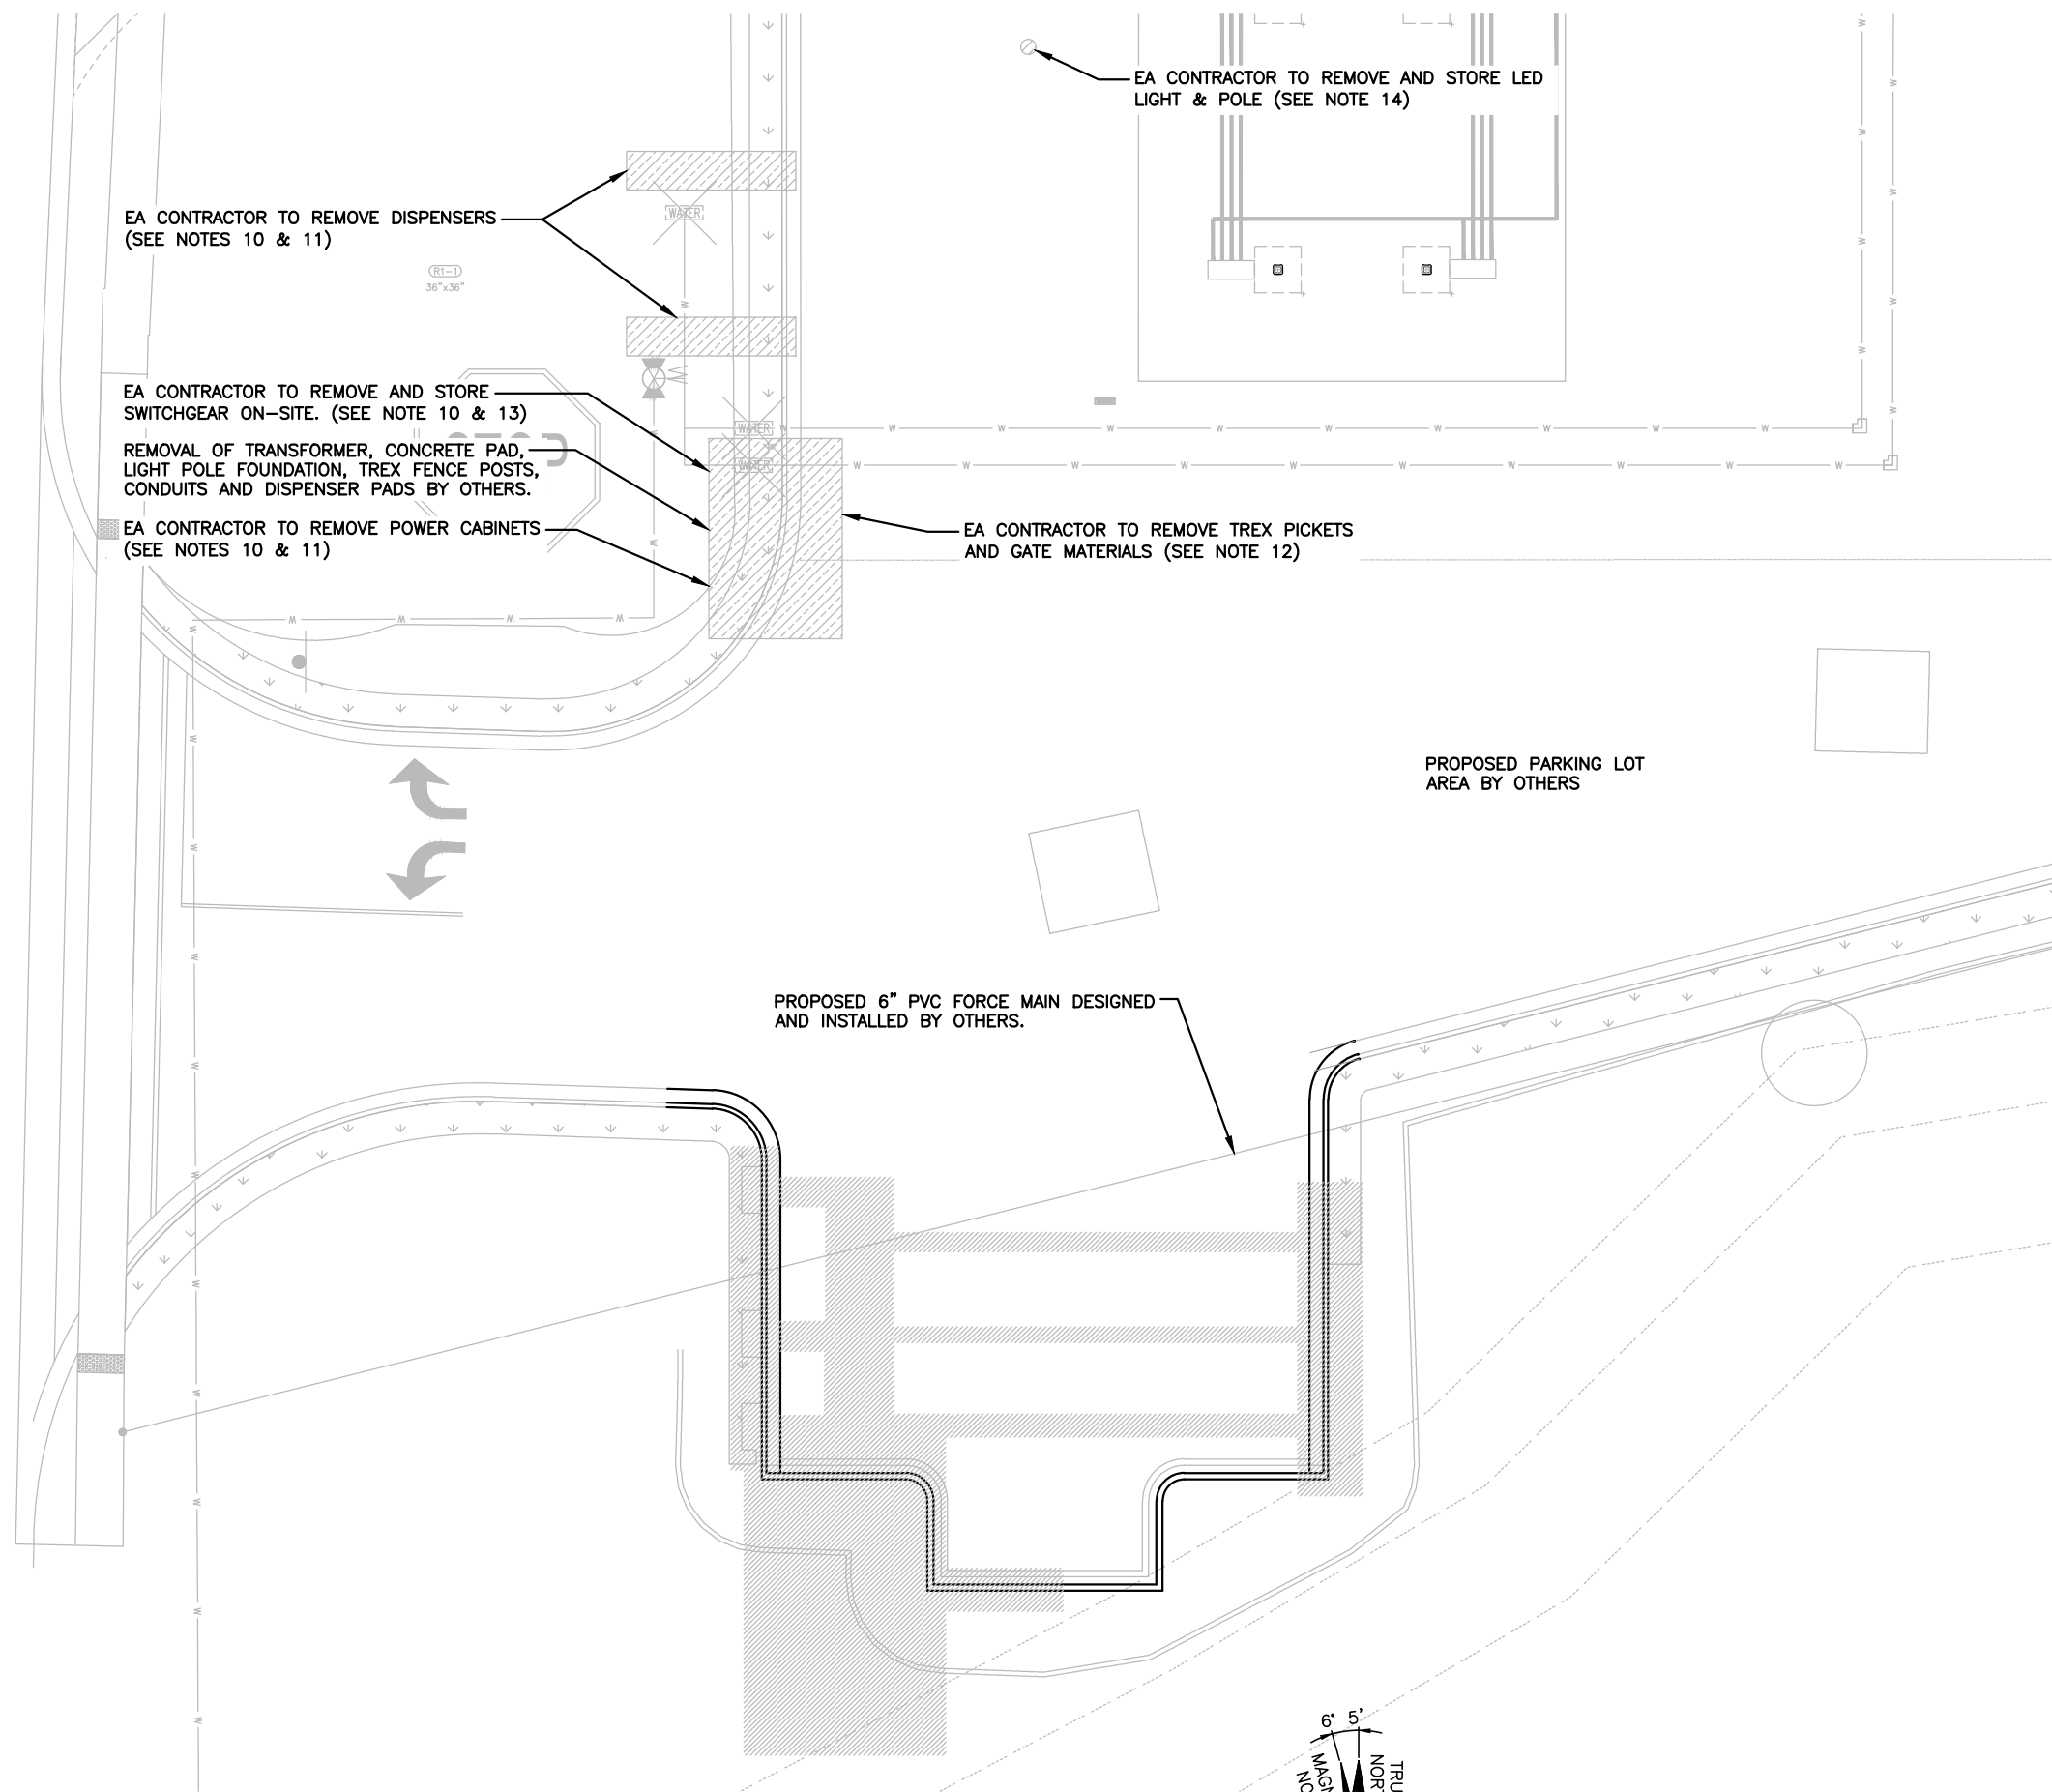 EA CONTRACTOR TO REMOVE AND STORE LED
LIGHT & POLE (SEE NOTE 14)
EA CONTRACTOR TO REMOVE DISPENSERS
(SEE NOTES 10 & 11)
WATER
R1-1
36"x36"
EA CONTRACTOR TO REMOVE AND STORE
SWITCHGEAR ON-SITE. (SEE NOTE 10 & 13)
WATER
REMOVAL OF TRANSFORMER, CONCRETE PAD,
LIGHT POLE FOUNDATION, TREX FENCE POSTS,
CONDUITS AND DISPENSER PADS BY OTHERS.
WATER
EA CONTRACTOR TO REMOVE POWER CABINETS
(SEE NOTES 10 & 11)
EA CONTRACTOR TO REMOVE TREX PICKETS
AND GATE MATERIALS (SEE NOTE 12)
PROPOSED PARKING LOT
AREA BY OTHERS
PROPOSED 6" PVC FORCE MAIN DESIGNED
AND INSTALLED BY OTHERS.
6° 5'